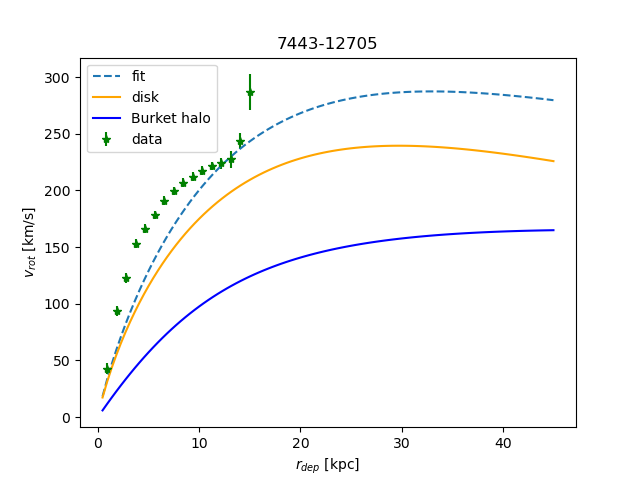 7443-12705
fit
disk
Burket halo
data
300
250
200
150
100
50
0
v_rot [km/s]
0 10 20 30 40
r_dep [kpc]